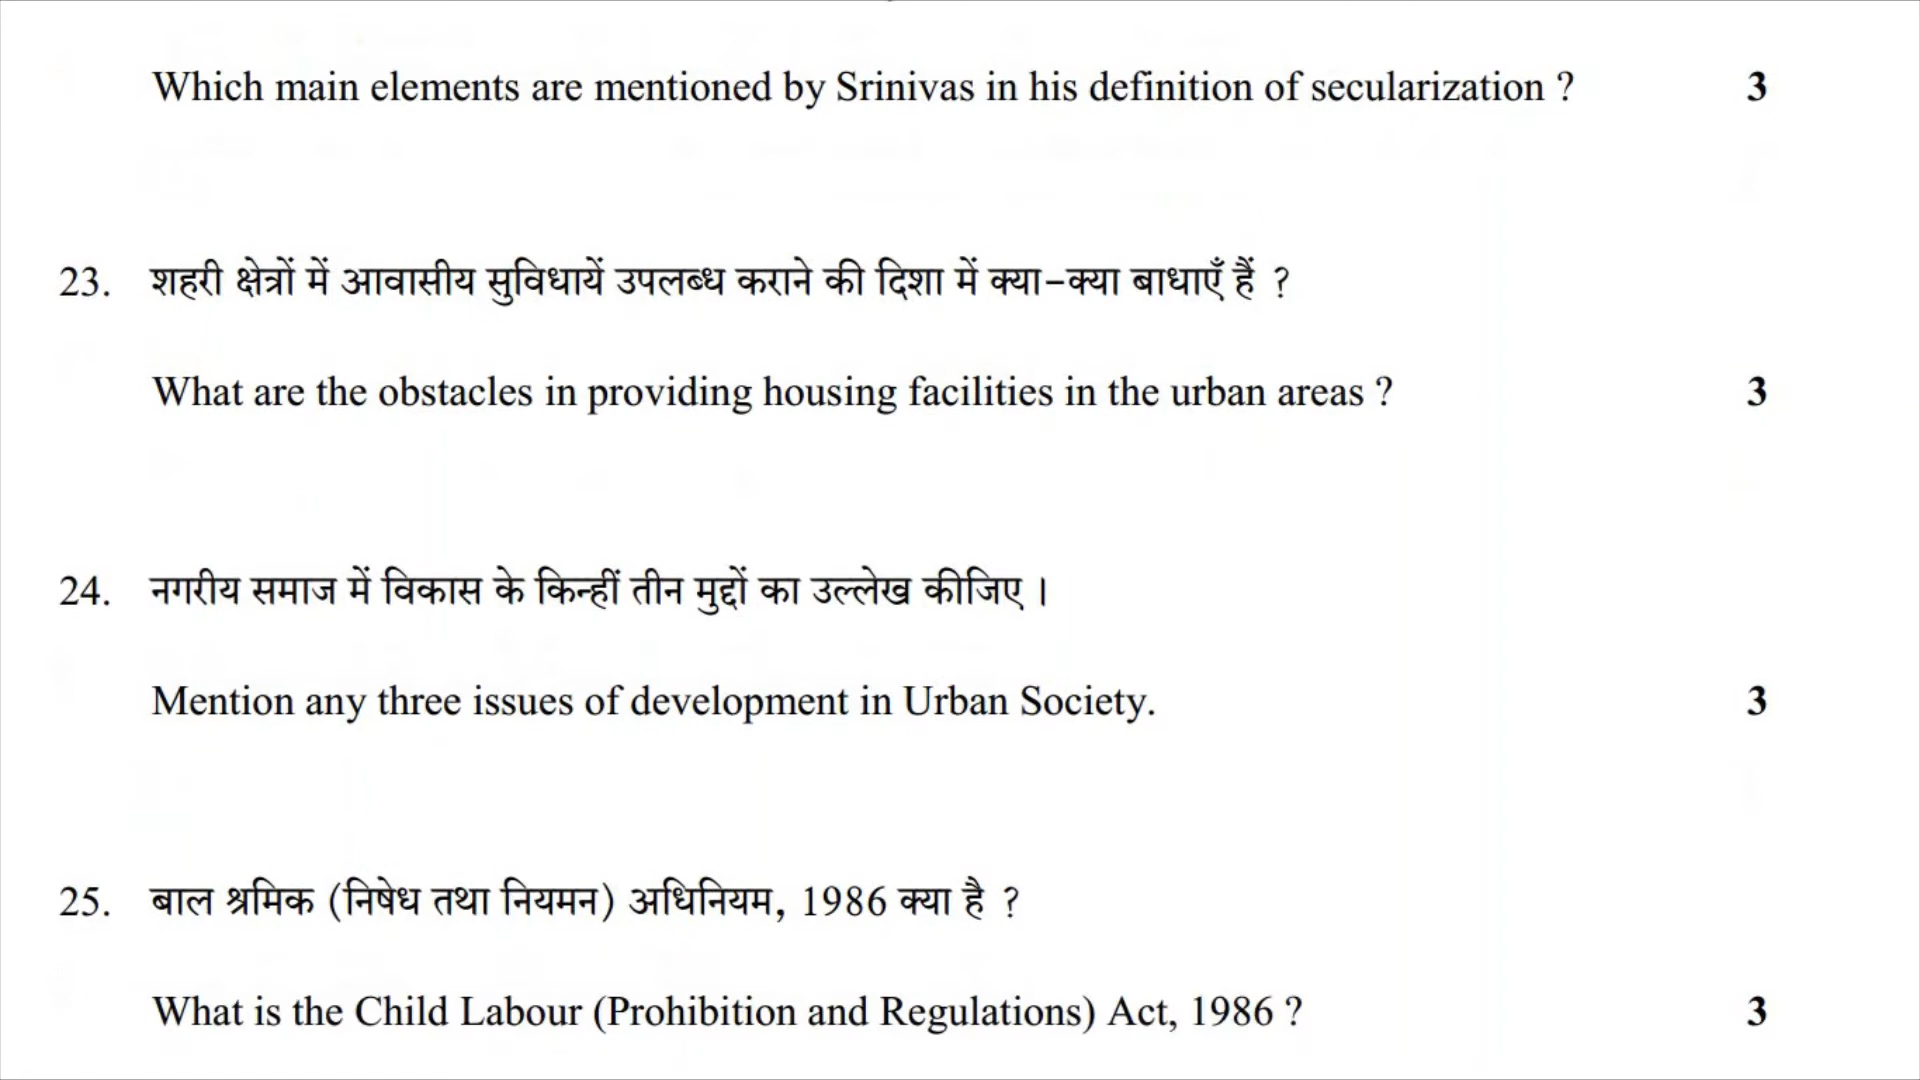 Which main elements are mentioned by Srinivas in his definition of secularization ? 3
23. शहरी क्षेत्रों में आवासीय सुविधायें उपलब्ध कराने की दिशा में क्या-क्या बाधाएँ हैं ?
What are the obstacles in providing housing facilities in the urban areas ? 3
24. नगरीय समाज में विकास के किन्हीं तीन मुद्दों का उल्लेख कीजिए ।
Mention any three issues of development in Urban Society. 3
25. बाल श्रमिक (निषेध तथा नियमन) अधिनियम, 1986 क्या है ?
What is the Child Labour (Prohibition and Regulations) Act, 1986 ? 3